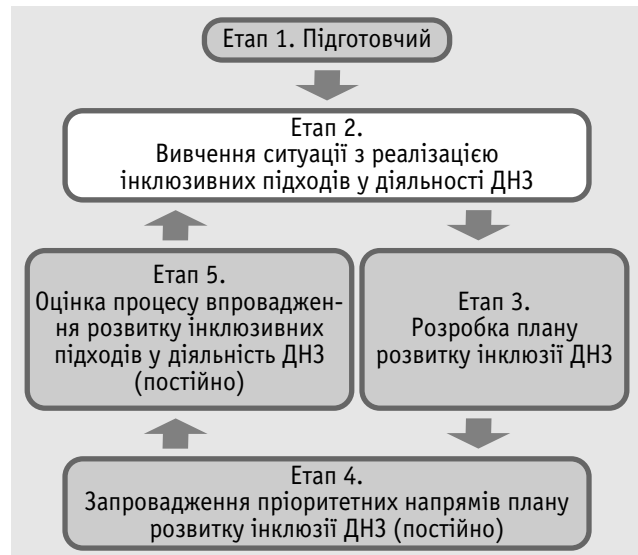 Етап 1. Підготовчий
Етап 2.
Вивчення ситуації з реалізацією
інклюзивних підходів у діяльності ДНЗ
Етап 5.
Оцінка процесу впроваджен-
ня розвитку інклюзивних
підходів у діяльність ДНЗ
(постійно)
Етап 3.
Розробка плану
розвитку інклюзії ДНЗ
Етап 4.
Запровадження пріоритетних напрямів плану
розвитку інклюзії ДНЗ (постійно)